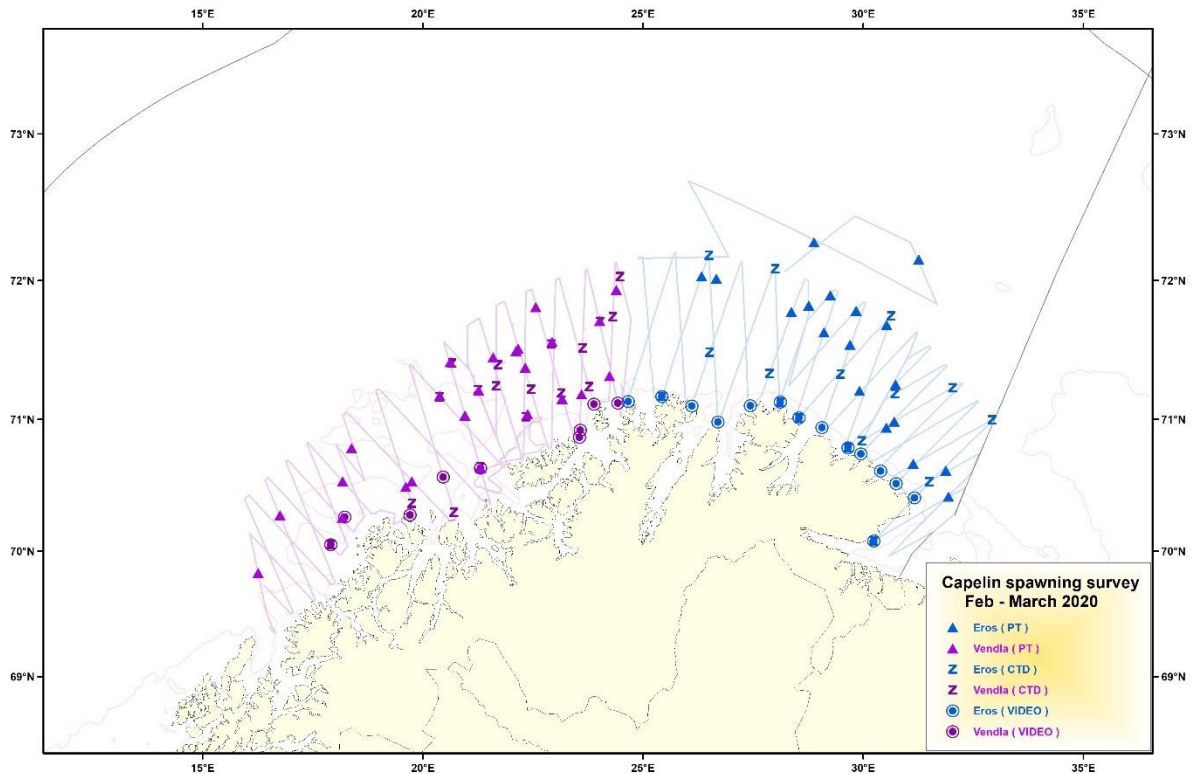 15°E 20°E 25°E 30°E 35°E
73°N 73°N
72°N 72°N
71°N 71°N
70°N 70°N
69°N 69°N
Capelin spawning survey
Feb - March 2020
Eros ( PT )
Vendla ( PT )
Z Eros ( CTD )
Z Vendla ( CTD )
Eros ( VIDEO )
Vendla ( VIDEO )
15°E 20°E 25°E 30°E 35°E